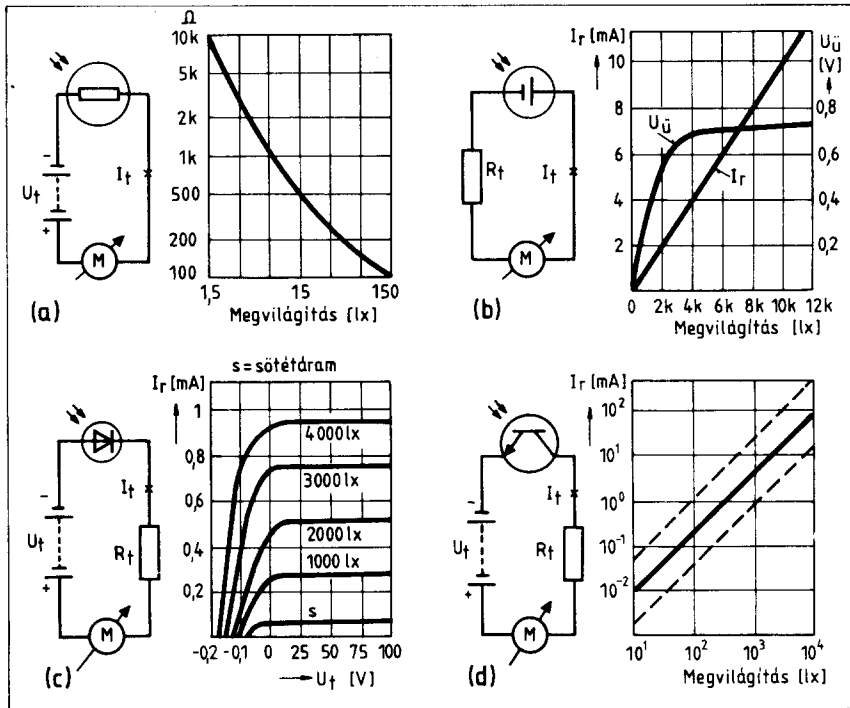 Ω
10k
5k
2k
1k
500
200
100
1,5 15 150
Megvilágítás [lx]
-
U_t
+
I_t
M
(a)
I_r [mA]
10
8
6
4
2
U_ü
[V]
0,8
0,6
0,4
0,2
U_ü
I_r
0 2k 4k 6k 8k 10k 12k
Megvilágítás [lx]
R_t
I_t
M
(b)
s = sötétáram
I_r [mA]
1
0,8
0,6
0,4
0,2
4000 lx
3000 lx
2000 lx
1000 lx
s
-0,2 -0,1 0 25 50 75 100
U_t [V]
-
U_t
+
I_t
R_t
M
(c)
I_r [mA]
10²
10¹
10⁰
10⁻¹
10⁻²
10¹ 10² 10³ 10⁴
Megvilágítás [lx]
-
U_t
+
I_t
R_t
M
(d)